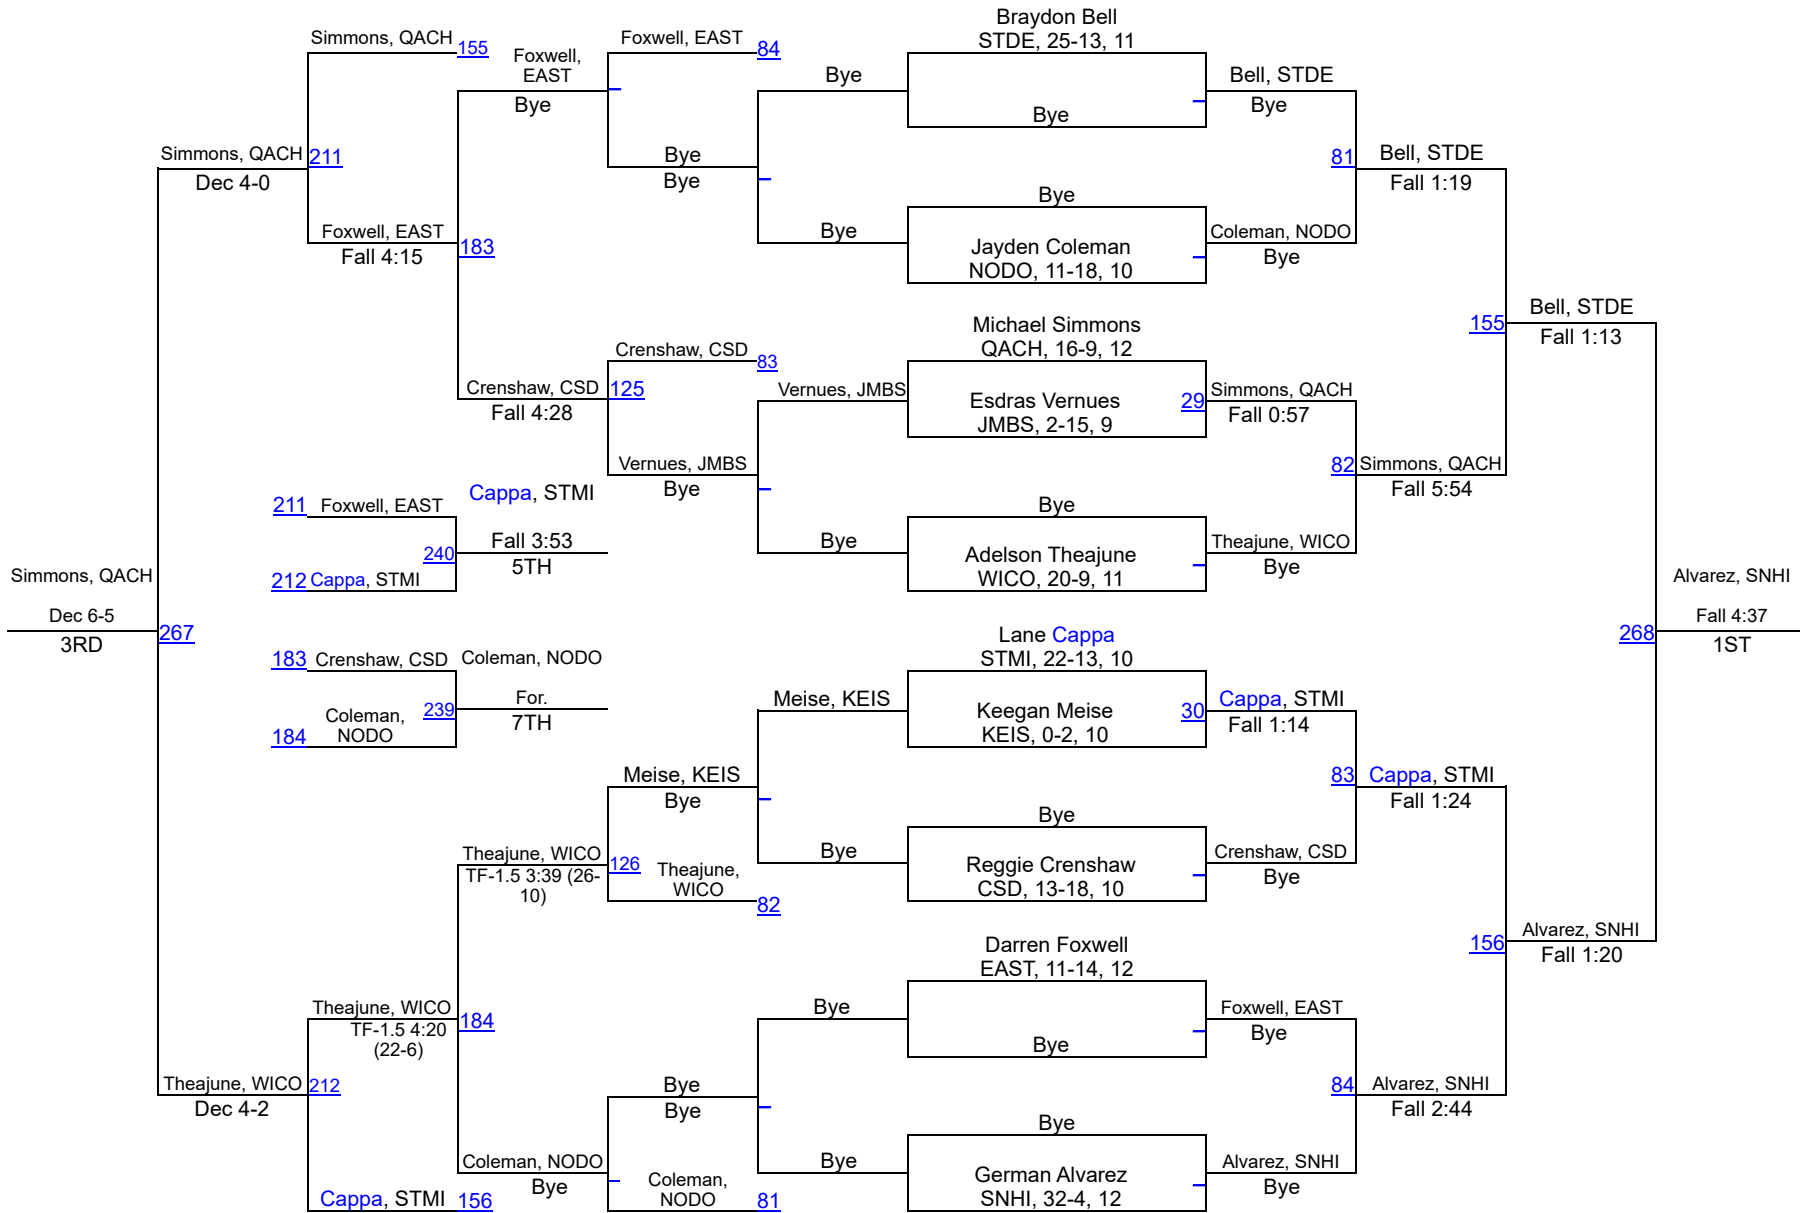 Braydon Bell
STDE, 25-13, 11
Simmons, QACH
155
Foxwell,
EAST
Bye
Foxwell, EAST
84
Bye
Bye
Bell, STDE
Bye
Simmons, QACH
211
Dec 4-0
Bye
Bye
81
Bell, STDE
Fall 1:19
Foxwell, EAST
Fall 4:15
183
Bye
Bye
Jayden Coleman
NODO, 11-18, 10
Coleman, NODO
Bye
155
Bell, STDE
Fall 1:13
Michael Simmons
QACH, 16-9, 12
Crenshaw, CSD
83
Crenshaw, CSD
Fall 4:28
125
Vernues, JMBS
Esdras Vernues
JMBS, 2-15, 9
29
Simmons, QACH
Fall 0:57
Vernues, JMBS
Bye
82
Simmons, QACH
Fall 5:54
211
Foxwell, EAST
Cappa, STMI
Bye
240
Fall 3:53
5TH
Bye
Adelson Theajune
WICO, 20-9, 11
Theajune, WICO
Bye
212
Cappa, STMI
Simmons, QACH
Dec 6-5
3RD
267
Alvarez, SNHI
Fall 4:37
1ST
268
Lane Cappa
STMI, 22-13, 10
183
Crenshaw, CSD
Coleman, NODO
239
For.
7TH
184
Coleman,
NODO
Meise, KEIS
Keegan Meise
KEIS, 0-2, 10
30
Cappa, STMI
Fall 1:14
Meise, KEIS
Bye
83
Cappa, STMI
Fall 1:24
Bye
Theajune, WICO
TF-1.5 3:39 (26-
10)
126
Theajune,
WICO
82
Bye
Reggie Crenshaw
CSD, 13-18, 10
Crenshaw, CSD
Bye
156
Alvarez, SNHI
Fall 1:20
Darren Foxwell
EAST, 11-14, 12
Theajune, WICO
TF-1.5 4:20
(22-6)
184
Bye
Bye
Foxwell, EAST
Bye
Theajune, WICO
212
Dec 4-2
Bye
Bye
84
Alvarez, SNHI
Fall 2:44
Bye
Coleman, NODO
Bye
Coleman,
NODO
81
Bye
German Alvarez
SNHI, 32-4, 12
Alvarez, SNHI
Bye
Cappa, STMI
156